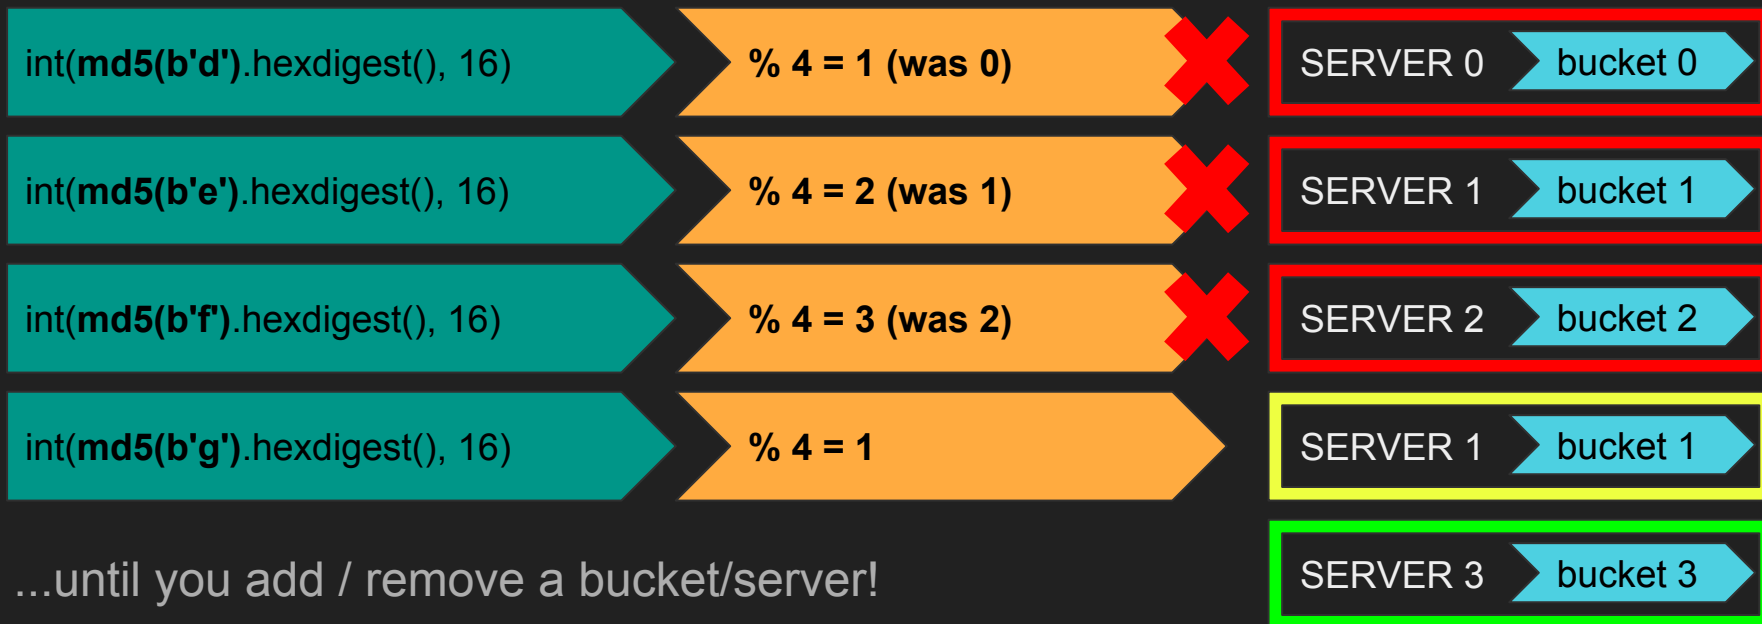 int(md5(b'd').hexdigest(), 16) % 4 = 1 (was 0) SERVER 0 bucket 0
int(md5(b'e').hexdigest(), 16) % 4 = 2 (was 1) SERVER 1 bucket 1
int(md5(b'f').hexdigest(), 16) % 4 = 3 (was 2) SERVER 2 bucket 2
int(md5(b'g').hexdigest(), 16) % 4 = 1 SERVER 1 bucket 1
...until you add / remove a bucket/server! SERVER 3 bucket 3